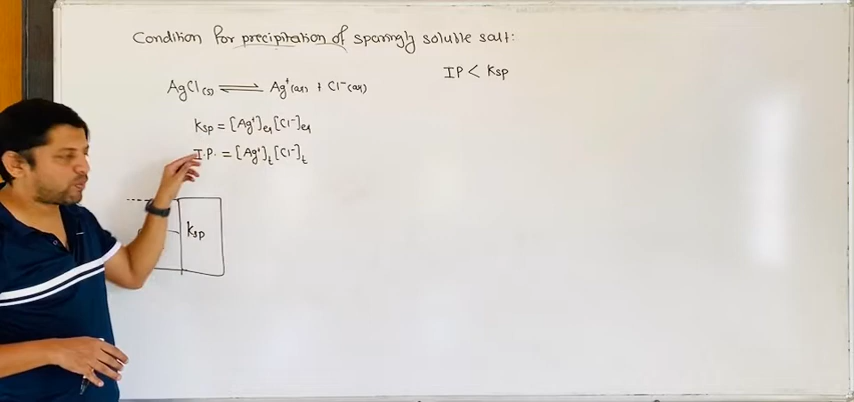 Condition for precipitation of sparingly soluble salt:
IP < Ksp
AgCl(s) ⇌ Ag⁺(aq) + Cl⁻(aq)
Ksp = [Ag⁺]eq [Cl⁻]eq
I.P. = [Ag⁺]t [Cl⁻]t
Ksp